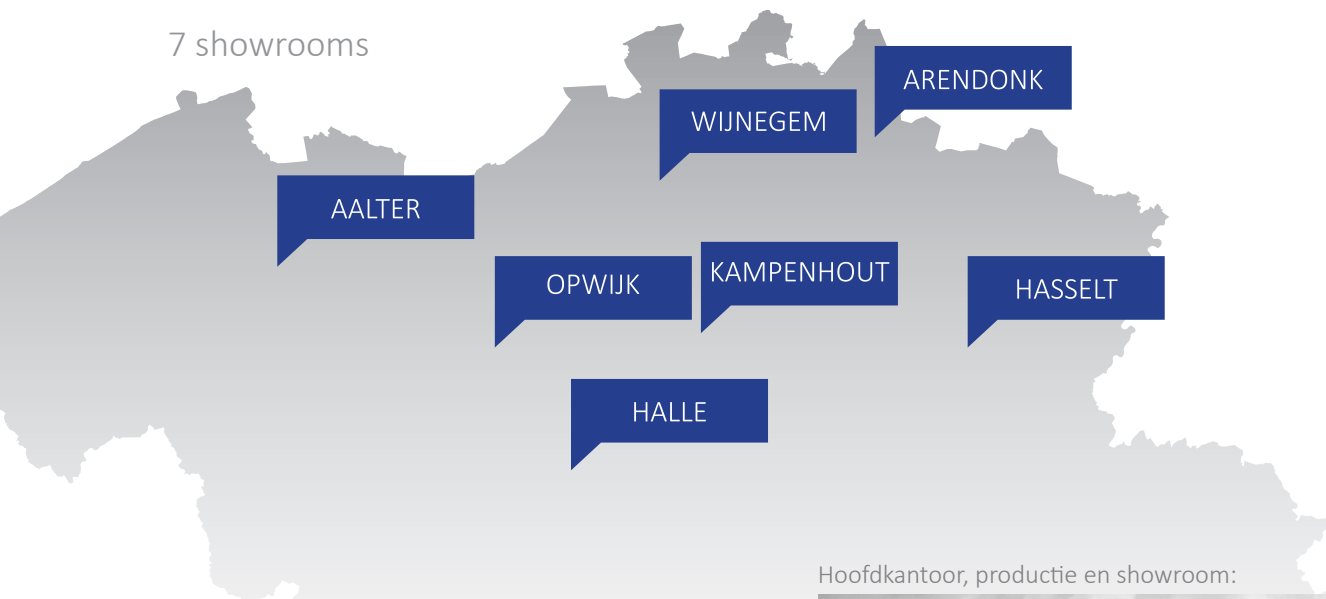 7 showrooms
ARENDONK
WIJNEGEM
AALTER
OPWIJK
KAMPENHOUT
HASSELT
HALLE
Hoofdkantoor, productie en showroom: